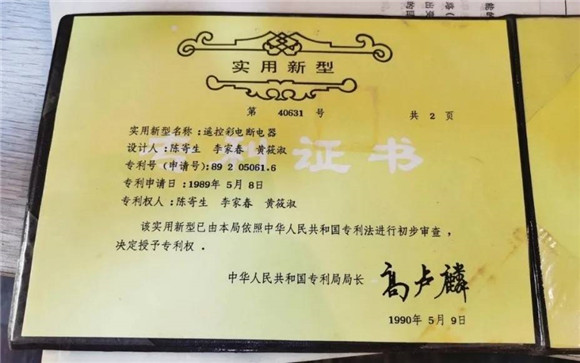 实用新型
第 40631 号 共 2 页
实用新型名称:遥控彩电断电器
设计人:陈寄生 李家春 黄筱淑
专利号(申请号):89 2 05061.6
专利证书
专利申请日:1989年 5月 8日
专利权人:陈寄生 李家春 黄筱淑
该实用新型已由本局依照中华人民共和国专利法进行初步审查,
决定授予专利权.
中华人民共和国专利局局长 高卢麟
1990年 5月 9日